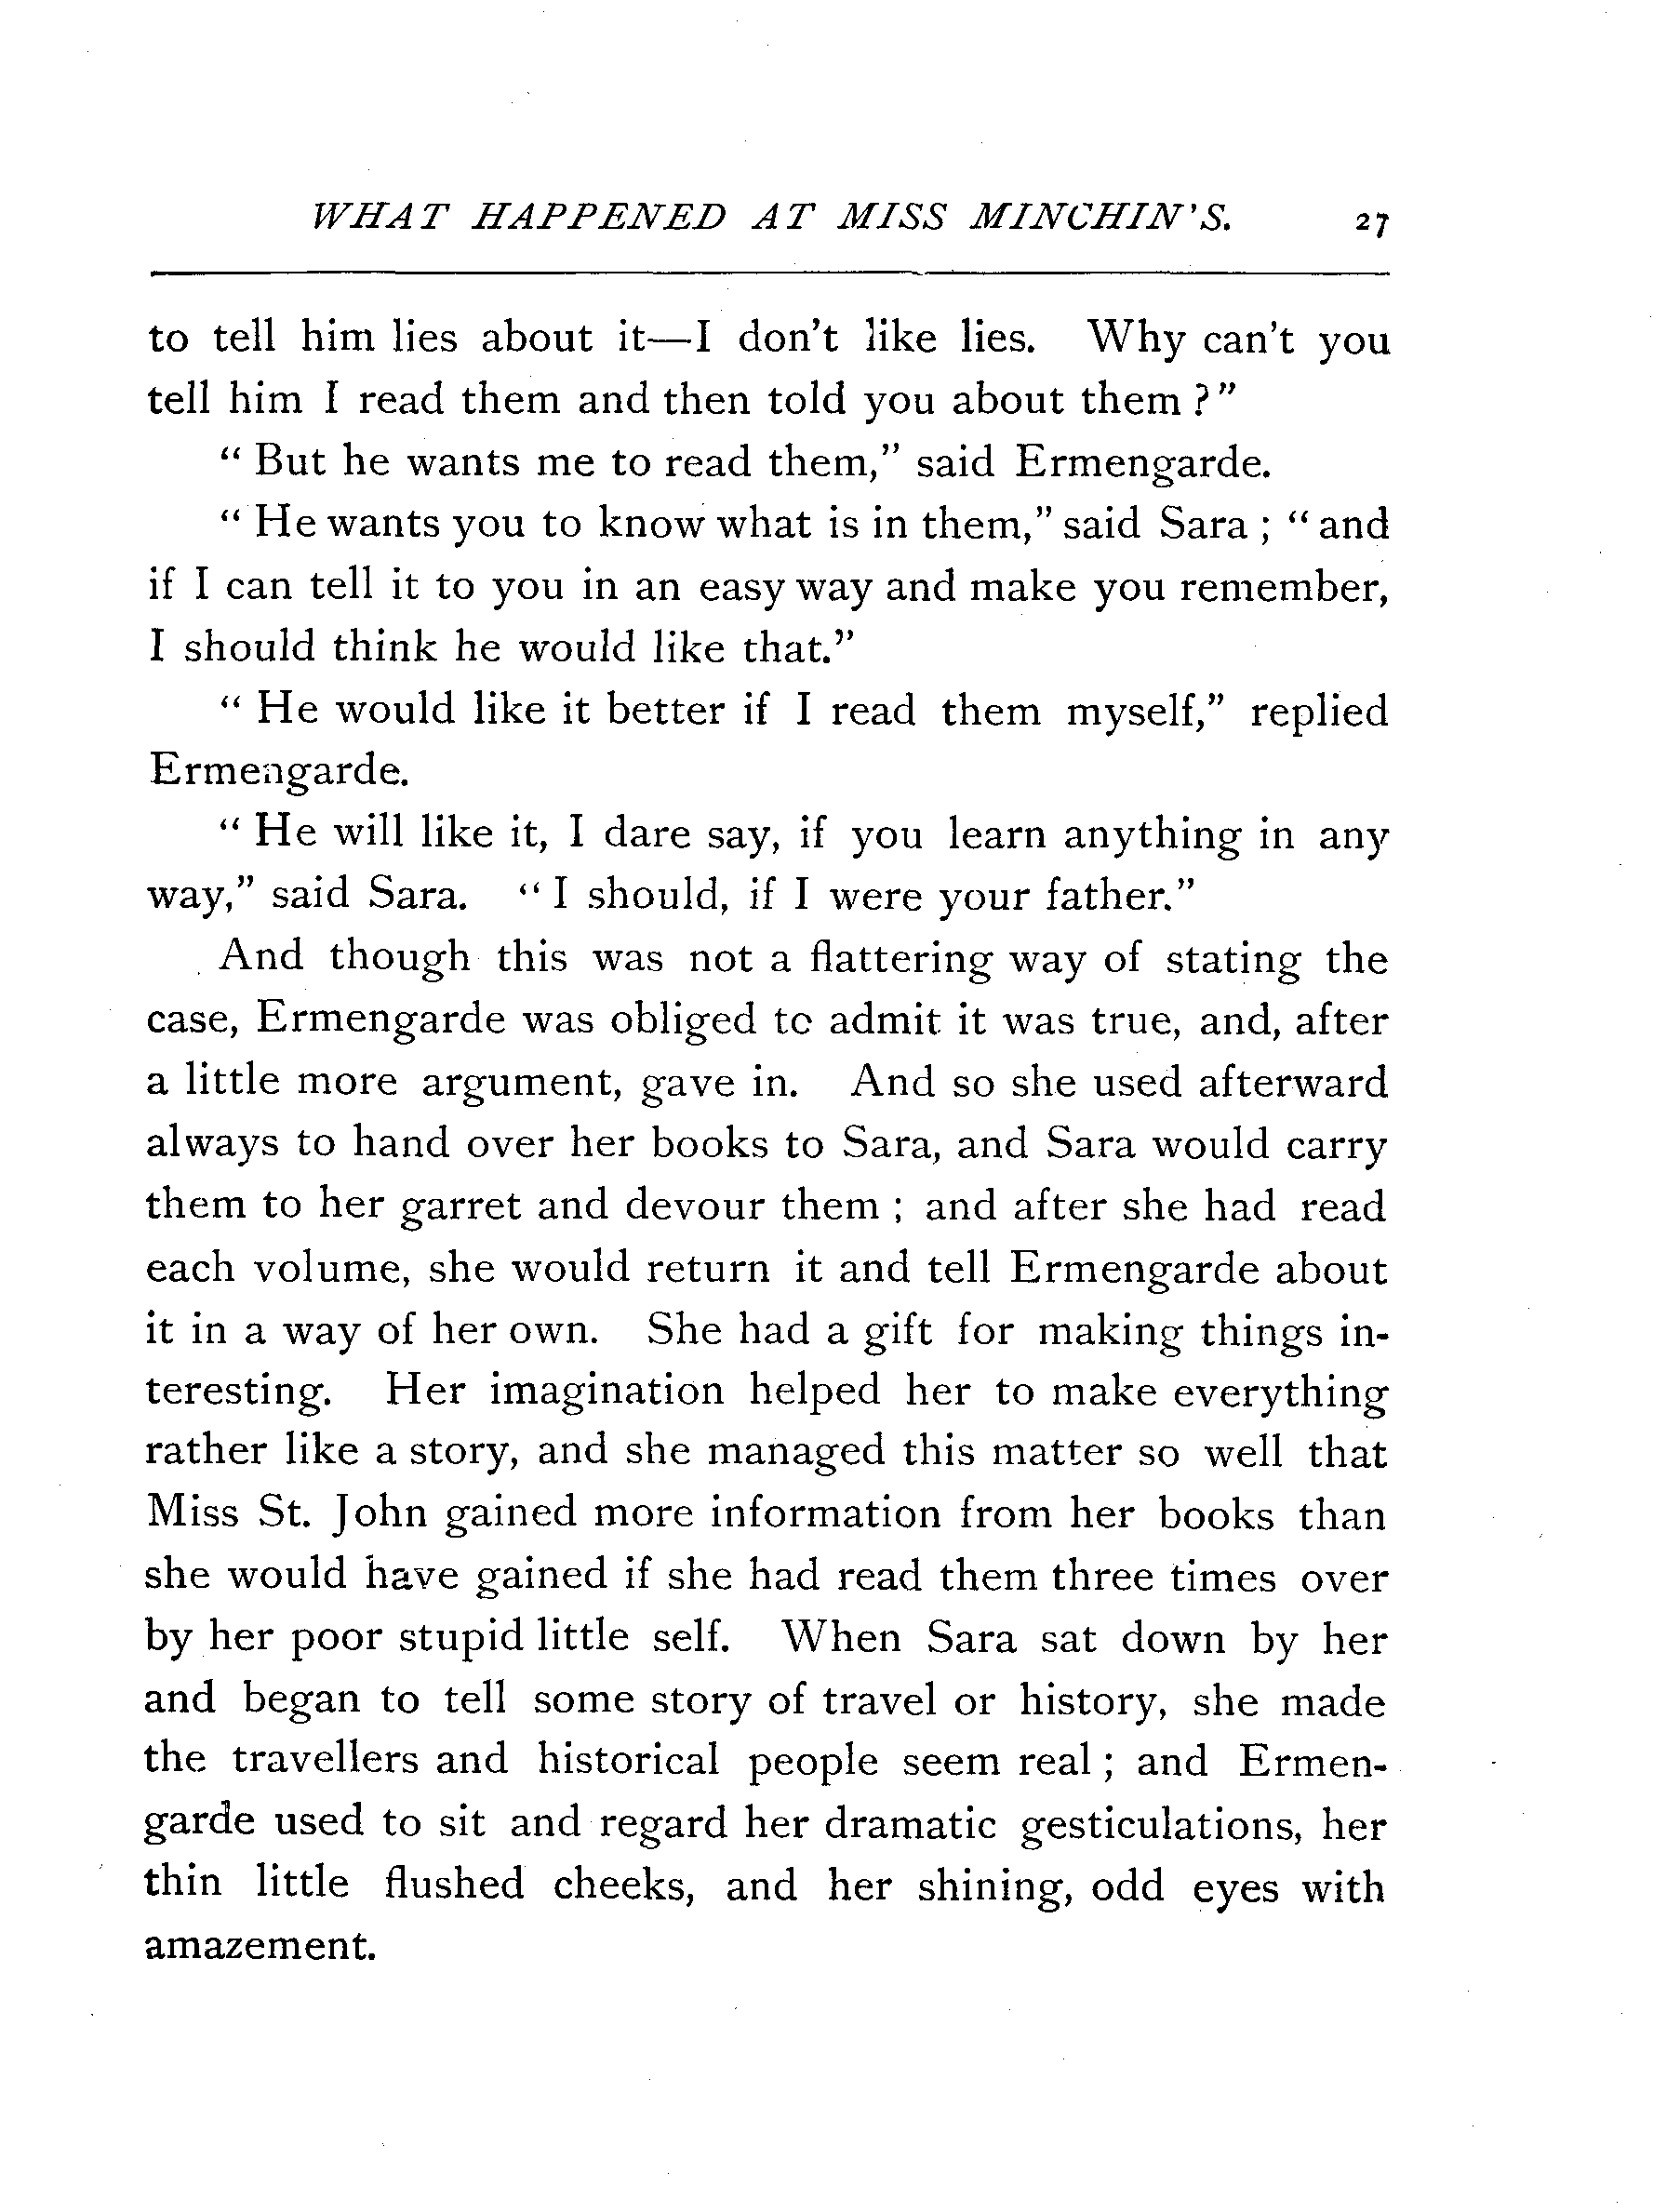 WHAT HAPPENED AT MISS MINCHIN'S. 27
to tell him lies about it—I don't like lies. Why can't you
tell him I read them and then told you about them?"
"But he wants me to read them," said Ermengarde.
"He wants you to know what is in them," said Sara; "and
if I can tell it to you in an easy way and make you remember,
I should think he would like that."
"He would like it better if I read them myself," replied
Ermengarde.
"He will like it, I dare say, if you learn anything in any
way," said Sara. "I should, if I were your father."
And though this was not a flattering way of stating the
case, Ermengarde was obliged to admit it was true, and, after
a little more argument, gave in. And so she used afterward
always to hand over her books to Sara, and Sara would carry
them to her garret and devour them; and after she had read
each volume, she would return it and tell Ermengarde about
it in a way of her own. She had a gift for making things in-
teresting. Her imagination helped her to make everything
rather like a story, and she managed this matter so well that
Miss St. John gained more information from her books than
she would have gained if she had read them three times over
by her poor stupid little self. When Sara sat down by her
and began to tell some story of travel or history, she made
the travellers and historical people seem real; and Ermen-
garde used to sit and regard her dramatic gesticulations, her
thin little flushed cheeks, and her shining, odd eyes with
amazement.